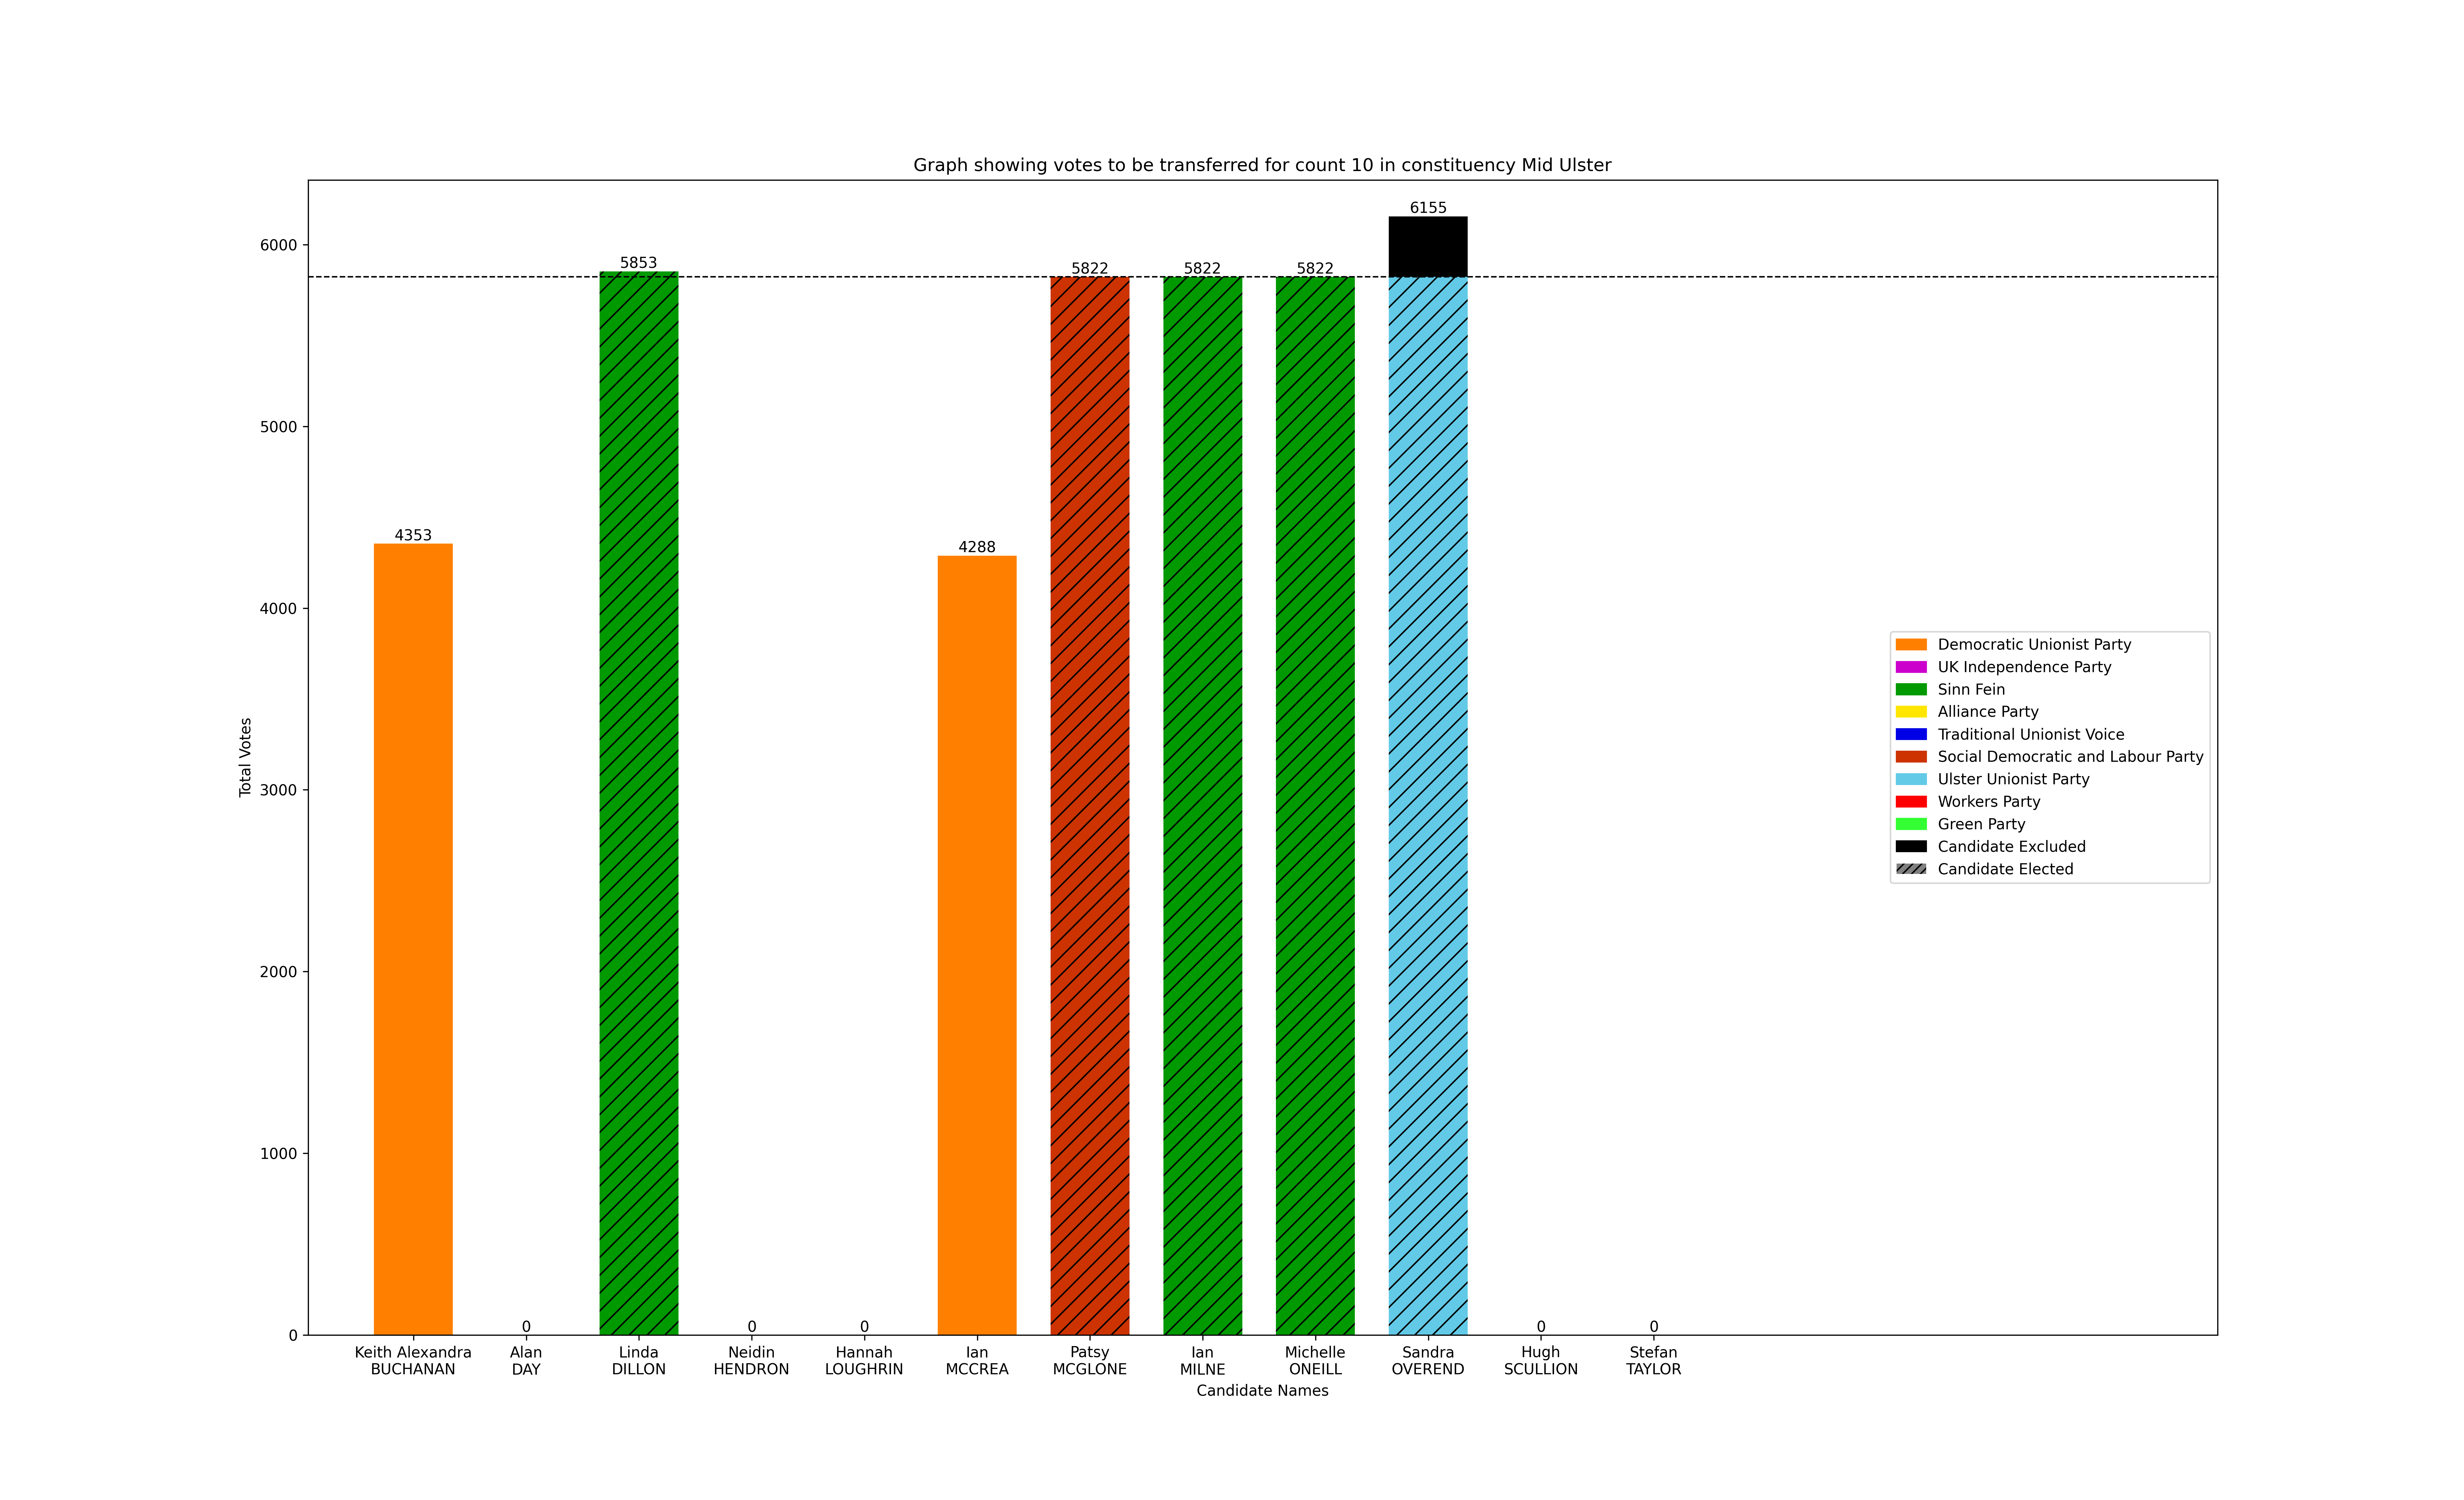 Graph showing votes to be transferred for count 10 in constituency Mid Ulster
Total Votes
6000
5000
4000
3000
2000
1000
0
4353
0
5853
0
0
4288
5822
5822
5822
6155
0
0
Keith Alexandra
BUCHANAN
Alan
DAY
Linda
DILLON
Neidin
HENDRON
Hannah
LOUGHRIN
Ian
MCCREA
Patsy
MCGLONE
Ian
MILNE
Michelle
ONEILL
Sandra
OVEREND
Hugh
SCULLION
Stefan
TAYLOR
Candidate Names
Democratic Unionist Party
UK Independence Party
Sinn Fein
Alliance Party
Traditional Unionist Voice
Social Democratic and Labour Party
Ulster Unionist Party
Workers Party
Green Party
Candidate Excluded
Candidate Elected